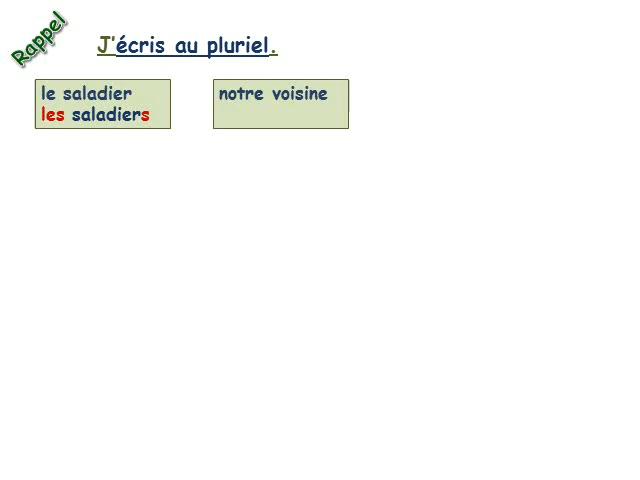 Rappel
J'écris au pluriel.
le saladier
les saladiers
notre voisine